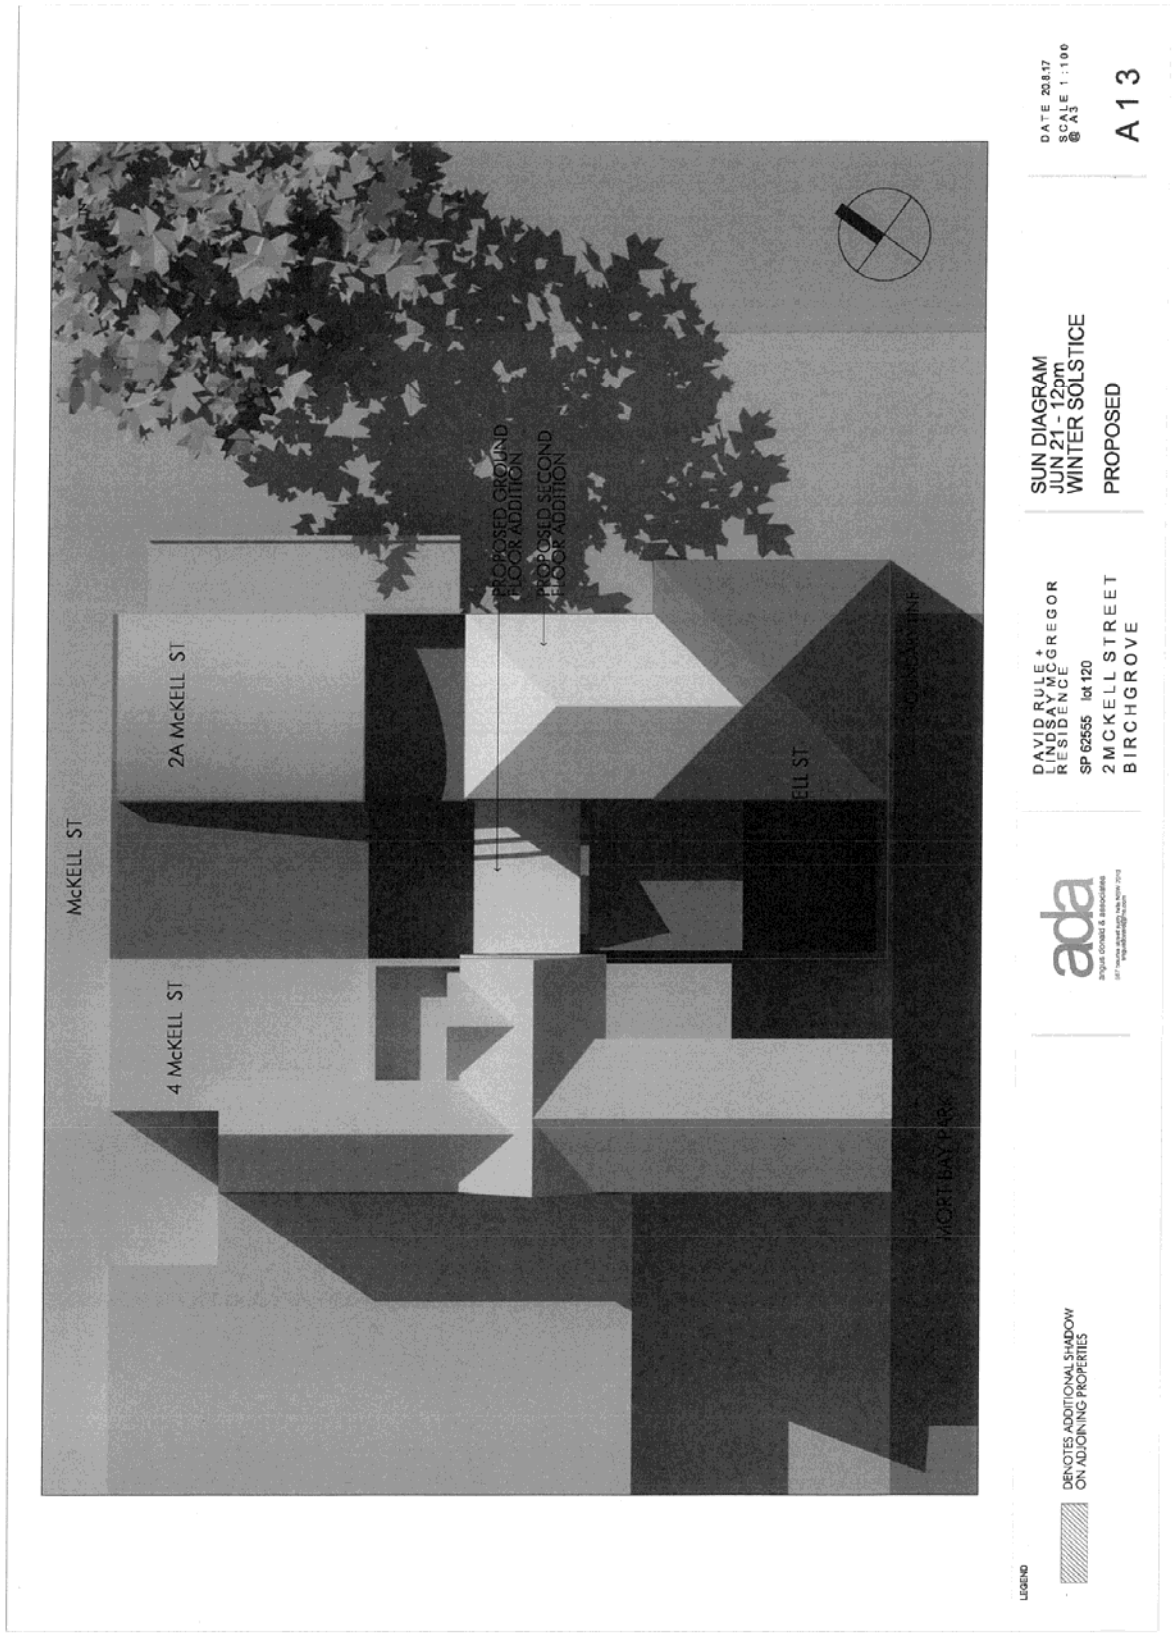 McKELL ST
2A McKELL ST
4 McKELL ST
PROPOSED GROUND
FLOOR ADDITION
PROPOSED SECOND
FLOOR ADDITION
ELL ST
MORT BAY PARK
LEGEND
DENOTES ADDITIONAL SHADOW
ON ADJOINING PROPERTIES
ada
angus donald & associates
DAVID RULE +
LINDSAY McGREGOR
RESIDENCE
SP 62555 lot 120
2 MCKELL STREET
BIRCHGROVE
SUN DIAGRAM
JUN 21 - 12pm
WINTER SOLSTICE
PROPOSED
DATE 20.8.17
SCALE 1:100
@ A3
A13